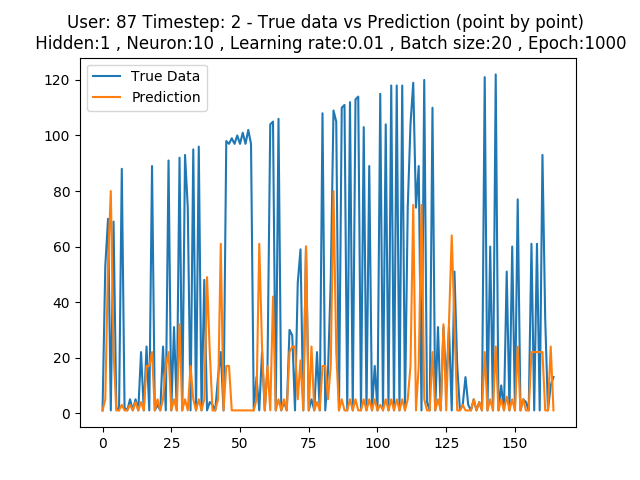 User: 87 Timestep: 2 - True data vs Prediction (point by point)
Hidden:1 , Neuron:10 , Learning rate:0.01 , Batch size:20 , Epoch:1000
True Data
Prediction
120
100
80
60
40
20
0
0 25 50 75 100 125 150